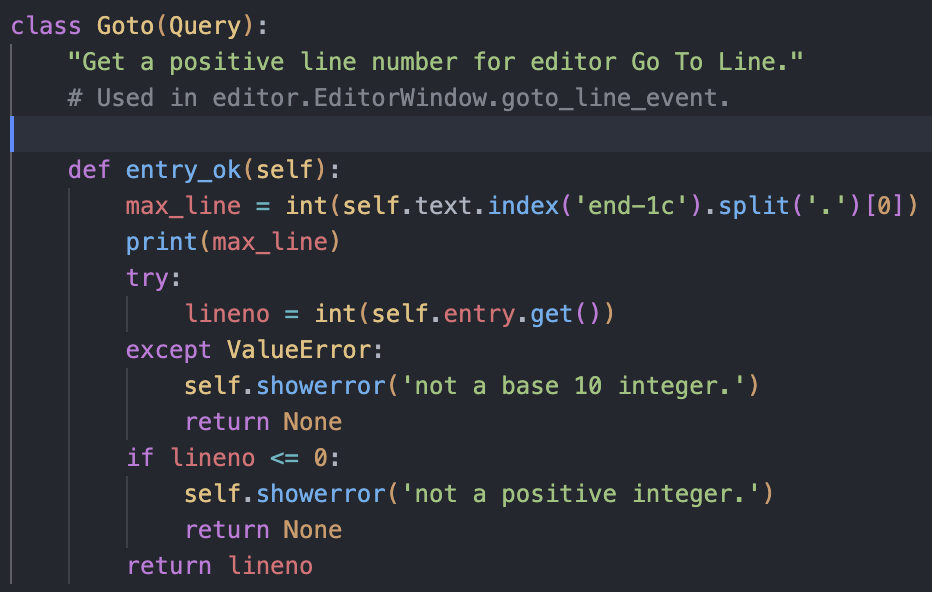 class Goto(Query):
    "Get a positive line number for editor Go To Line."
    # Used in editor.EditorWindow.goto_line_event.

    def entry_ok(self):
        max_line = int(self.text.index('end-1c').split('.')[0])
        print(max_line)
        try:
            lineno = int(self.entry.get())
        except ValueError:
            self.showerror('not a base 10 integer.')
            return None
        if lineno <= 0:
            self.showerror('not a positive integer.')
            return None
        return lineno